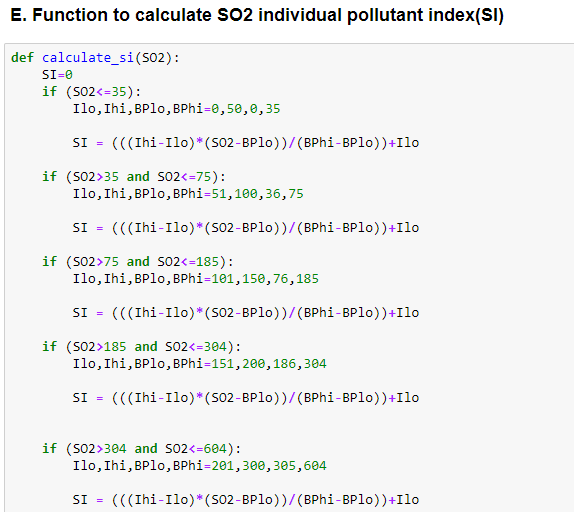 E. Function to calculate SO2 individual pollutant index(SI)
def calculate_si(SO2):
    SI=0
    if (SO2<=35):
        Ilo,Ihi,BPlo,BPhi=0,50,0,35
        SI = (((Ihi-Ilo)*(SO2-BPlo))/(BPhi-BPlo))+Ilo
    if (SO2>35 and SO2<=75):
        Ilo,Ihi,BPlo,BPhi=51,100,36,75
        SI = (((Ihi-Ilo)*(SO2-BPlo))/(BPhi-BPlo))+Ilo
    if (SO2>75 and SO2<=185):
        Ilo,Ihi,BPlo,BPhi=101,150,76,185
        SI = (((Ihi-Ilo)*(SO2-BPlo))/(BPhi-BPlo))+Ilo
    if (SO2>185 and SO2<=304):
        Ilo,Ihi,BPlo,BPhi=151,200,186,304
        SI = (((Ihi-Ilo)*(SO2-BPlo))/(BPhi-BPlo))+Ilo
    if (SO2>304 and SO2<=604):
        Ilo,Ihi,BPlo,BPhi=201,300,305,604
        SI = (((Ihi-Ilo)*(SO2-BPlo))/(BPhi-BPlo))+Ilo